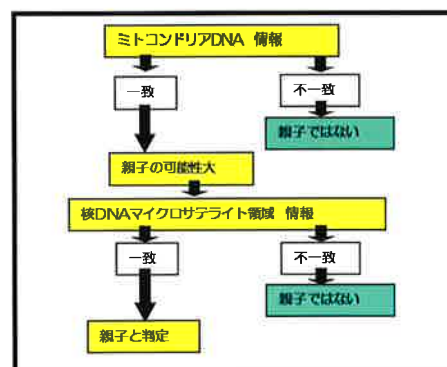 ミトコンドリアDNA 情報
一致
不一致
親子ではない
親子の可能性大
核DNAマイクロサテライト領域 情報
一致
不一致
親子ではない
親子と判定